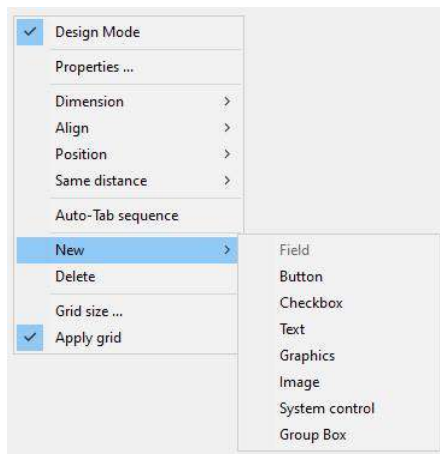 Design Mode
Properties ...
Dimension
Align
Position
Same distance
Auto-Tab sequence
New
Delete
Grid size ...
Apply grid
Field
Button
Checkbox
Text
Graphics
Image
System control
Group Box